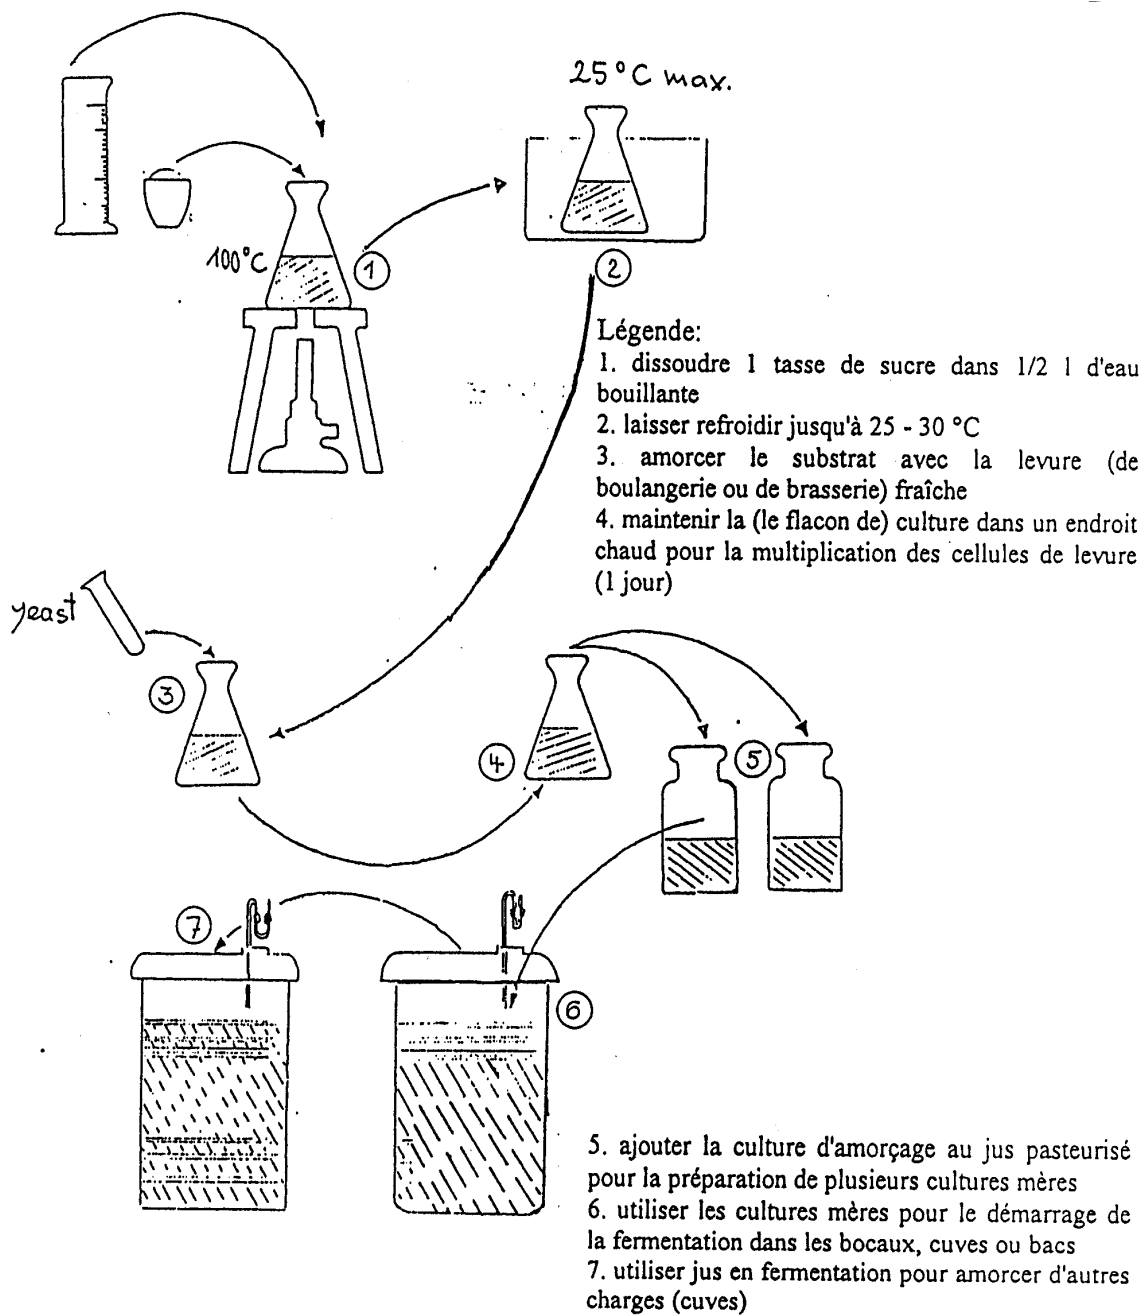 25°C max.
100°C
1
2
Légende:
1. dissoudre 1 tasse de sucre dans 1/2 l d'eau
bouillante
2. laisser refroidir jusqu'à 25 - 30 °C
3. amorcer le substrat avec la levure (de
boulangerie ou de brasserie) fraîche
4. maintenir la (le flacon de) culture dans un endroit
chaud pour la multiplication des cellules de levure
(1 jour)
yeast
3
4
5
7
6
5. ajouter la culture d'amorçage au jus pasteurisé
pour la préparation de plusieurs cultures mères
6. utiliser les cultures mères pour le démarrage de
la fermentation dans les bocaux, cuves ou bacs
7. utiliser jus en fermentation pour amorcer d'autres
charges (cuves)